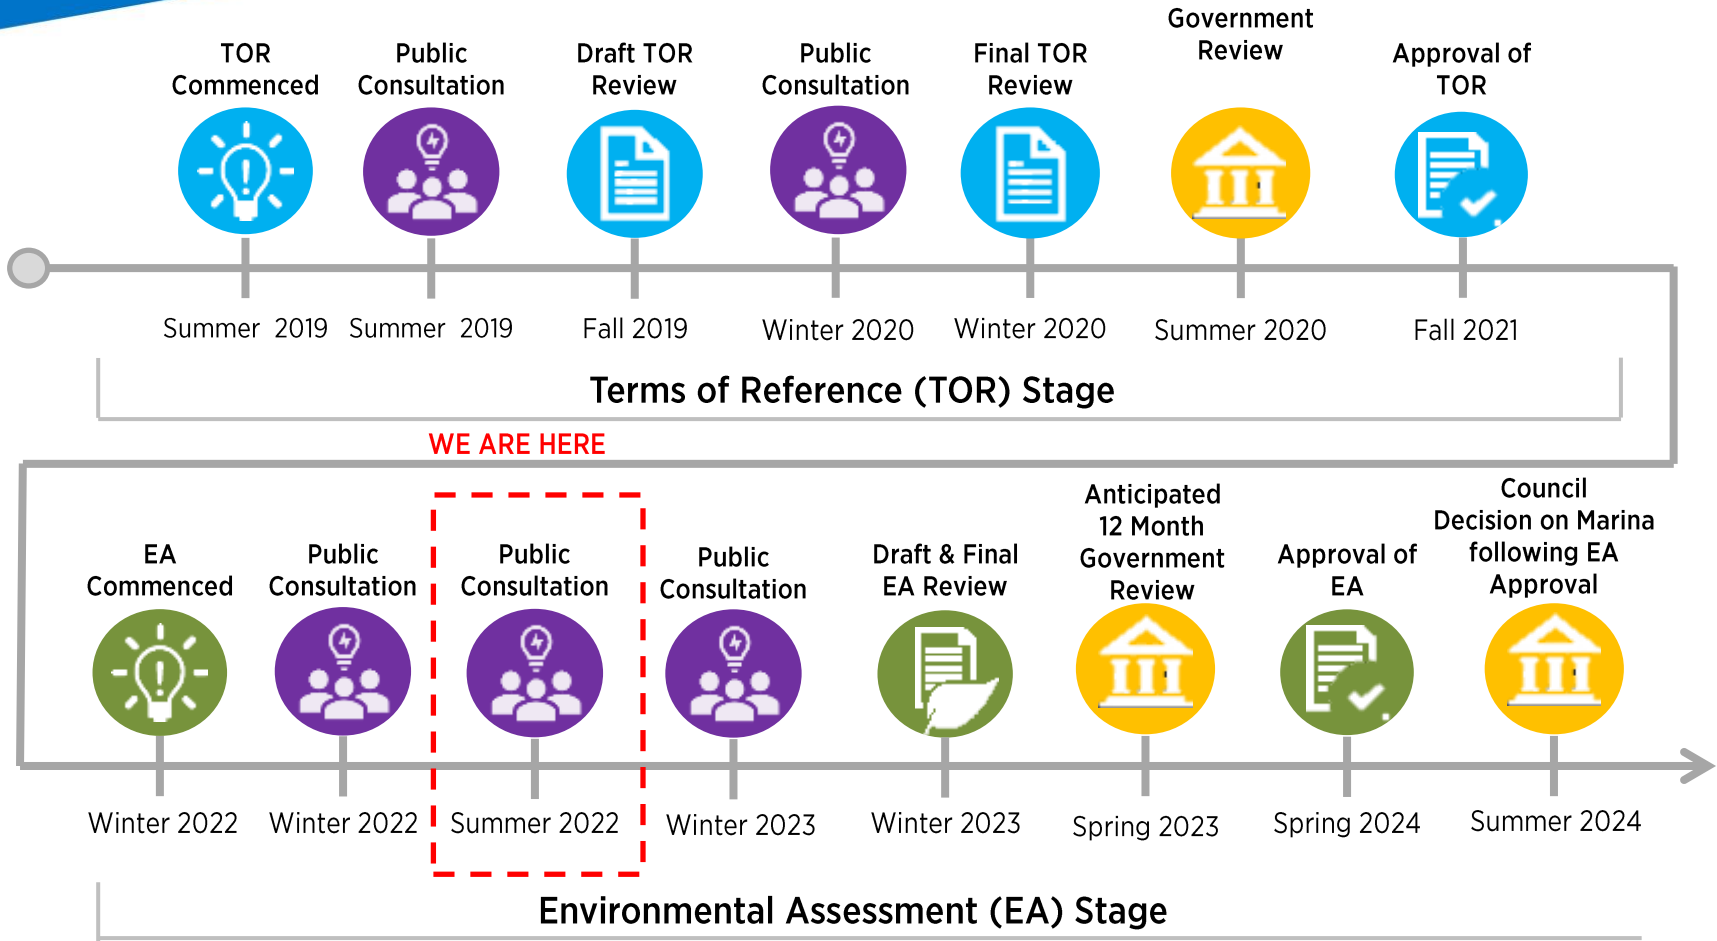 TOR
Commenced
Public
Consultation
Draft TOR
Review
Public
Consultation
Final TOR
Review
Government
Review
Approval of
TOR
Summer 2019
Summer 2019
Fall 2019
Winter 2020
Winter 2020
Summer 2020
Fall 2021
Terms of Reference (TOR) Stage
WE ARE HERE
EA
Commenced
Public
Consultation
Public
Consultation
Public
Consultation
Draft & Final
EA Review
Anticipated
12 Month
Government
Review
Approval of
EA
Council
Decision on Marina
following EA
Approval
Winter 2022
Winter 2022
Summer 2022
Winter 2023
Winter 2023
Spring 2023
Spring 2024
Summer 2024
Environmental Assessment (EA) Stage